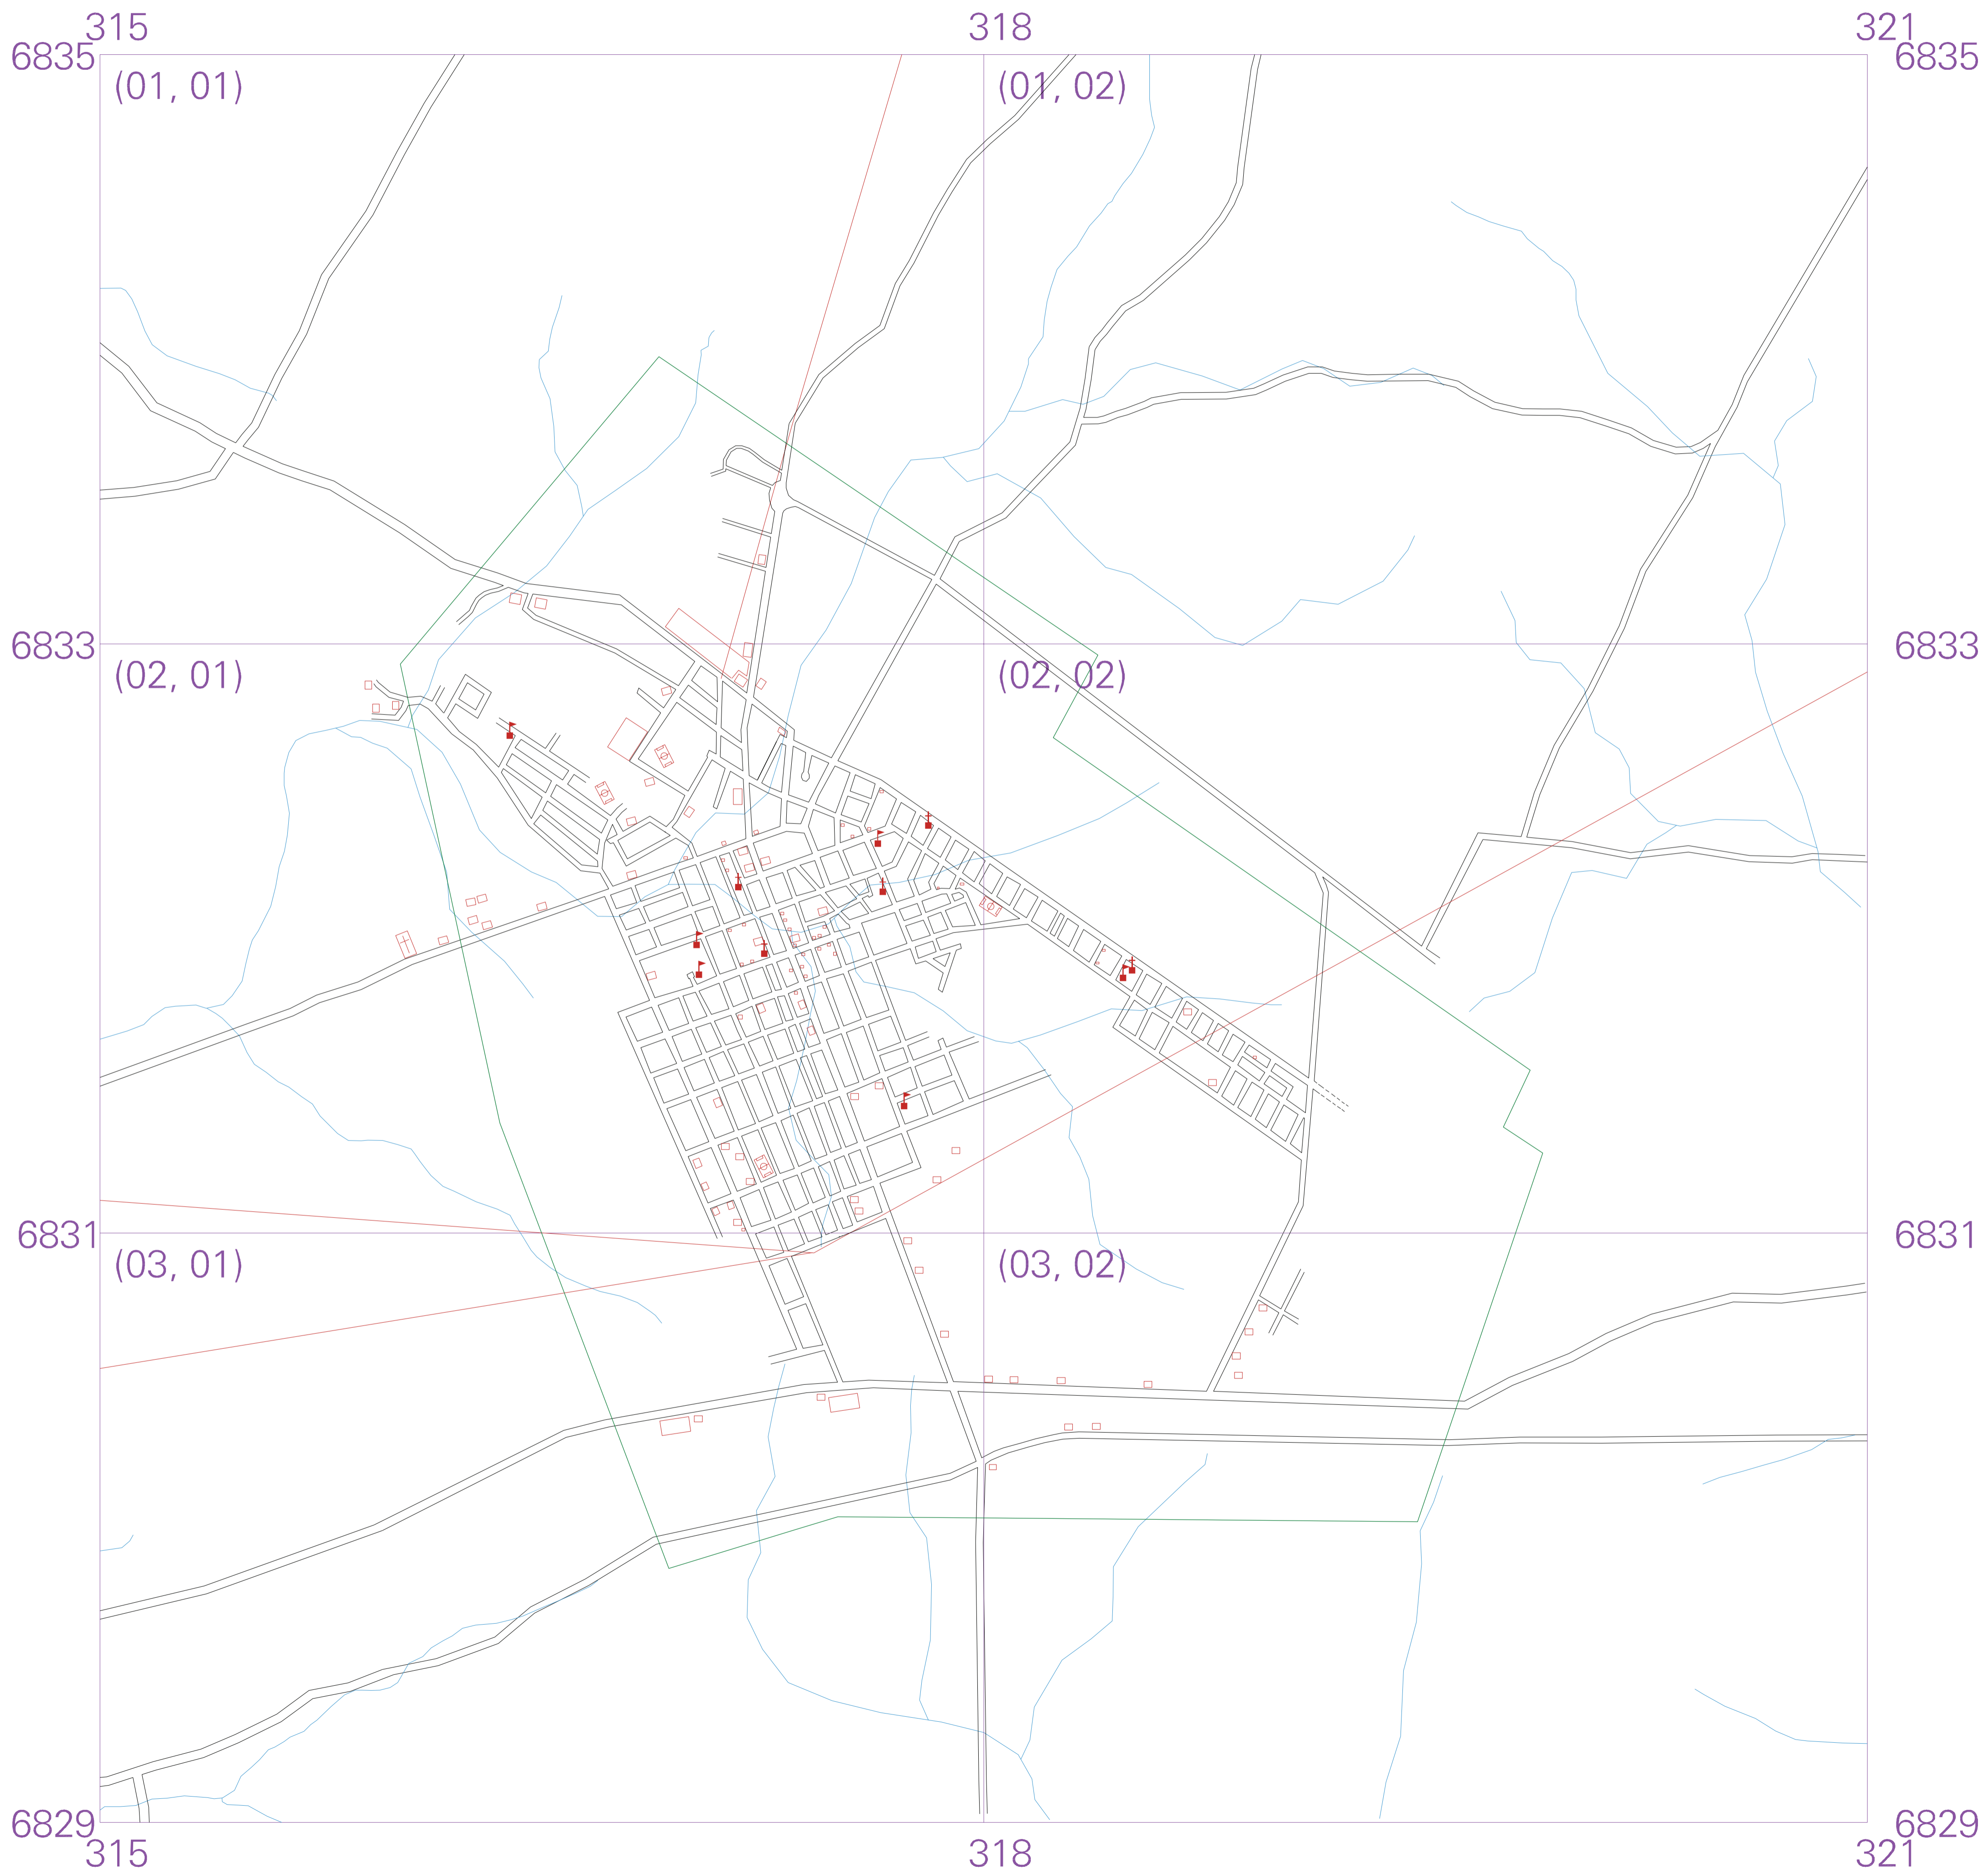 315 318 321
6835 6835
(01, 01) (01, 02)
6833 6833
(02, 01) (02, 02)
6831 6831
(03, 01) (03, 02)
6829 6829
315 318 321